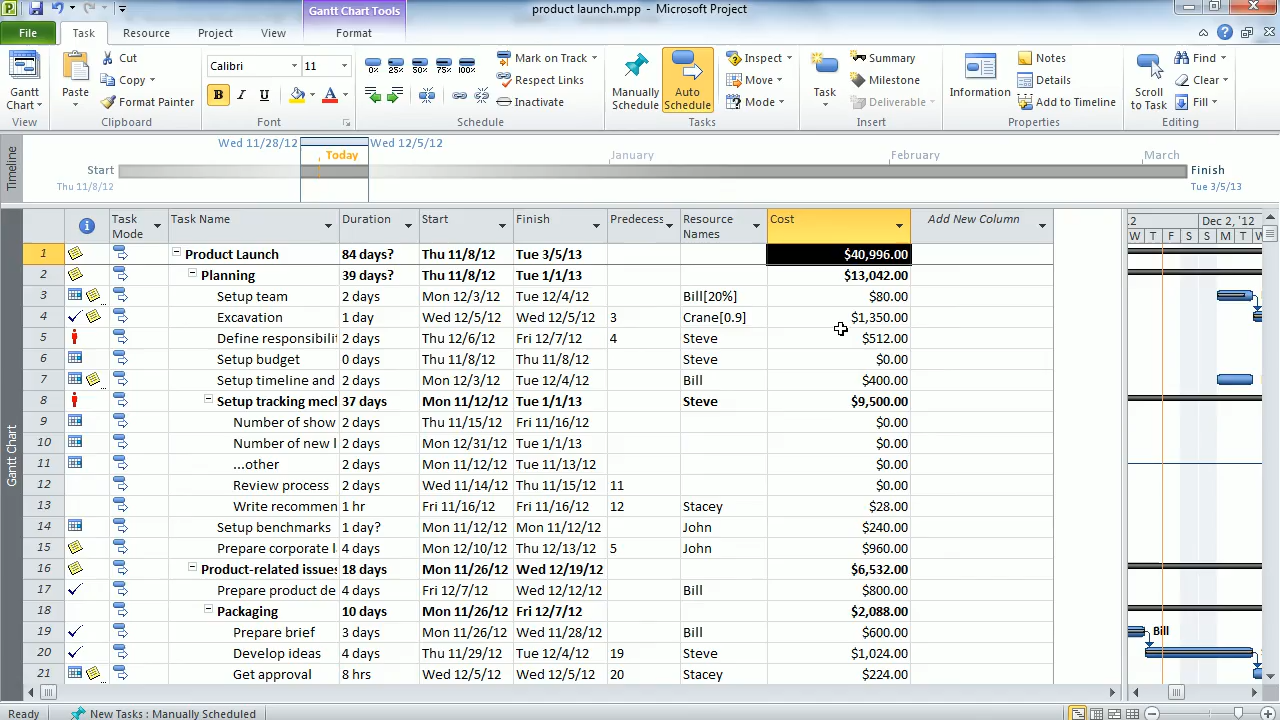 product launch.mpp - Microsoft Project
Gantt Chart Tools
File Task Resource Project View Format
Gantt Chart
View
Paste
Cut
Copy
Format Painter
Clipboard
Calibri 11
B I U A
Font
0% 25% 50% 75% 100%
Mark on Track
Respect Links
Inactivate
Schedule
Manually Schedule
Auto Schedule
Inspect
Move
Mode
Tasks
Task
Summary
Milestone
Deliverable
Insert
Information
Notes
Details
Add to Timeline
Properties
Scroll to Task
Find
Clear
Fill
Editing
Timeline
Wed 11/28/12 Wed 12/5/12
Today January February March
Start
Thu 11/8/12
Finish
Tue 3/5/13
Gantt Chart
Task Mode Task Name Duration Start Finish Predecess Resource Names Cost Add New Column
2 Dec 2, '12
W T F S S M T W
1 Product Launch 84 days? Thu 11/8/12 Tue 3/5/13 $40,996.00
2 Planning 39 days? Thu 11/8/12 Tue 1/1/13 $13,042.00
3 Setup team 2 days Mon 12/3/12 Tue 12/4/12 Bill[20%] $80.00
4 Excavation 1 day Wed 12/5/12 Wed 12/5/12 3 Crane[0.9] $1,350.00
5 Define responsibilit 2 days Thu 12/6/12 Fri 12/7/12 4 Steve $512.00
6 Setup budget 0 days Thu 11/8/12 Thu 11/8/12 Steve $0.00
7 Setup timeline and 2 days Mon 12/3/12 Tue 12/4/12 Bill $400.00
8 Setup tracking mech 37 days Mon 11/12/12 Tue 1/1/13 Steve $9,500.00
9 Number of show 2 days Thu 11/15/12 Fri 11/16/12 $0.00
10 Number of new l 2 days Mon 12/31/12 Tue 1/1/13 $0.00
11 ...other 2 days Mon 11/12/12 Tue 11/13/12 $0.00
12 Review process 2 days Wed 11/14/12 Thu 11/15/12 11 $0.00
13 Write recommen 1 hr Fri 11/16/12 Fri 11/16/12 12 Stacey $28.00
14 Setup benchmarks 1 day? Mon 11/12/12 Mon 11/12/12 John $240.00
15 Prepare corporate l 4 days Mon 12/10/12 Thu 12/13/12 5 John $960.00
16 Product-related issues 18 days Mon 11/26/12 Wed 12/19/12 $6,532.00
17 Prepare product de 4 days Fri 12/7/12 Wed 12/12/12 Bill $800.00
18 Packaging 10 days Mon 11/26/12 Fri 12/7/12 $2,088.00
19 Prepare brief 3 days Mon 11/26/12 Wed 11/28/12 Bill $600.00 Bill
20 Develop ideas 4 days Thu 11/29/12 Tue 12/4/12 19 Steve $1,024.00
21 Get approval 8 hrs Wed 12/5/12 Wed 12/5/12 20 Stacey $224.00
Ready New Tasks : Manually Scheduled